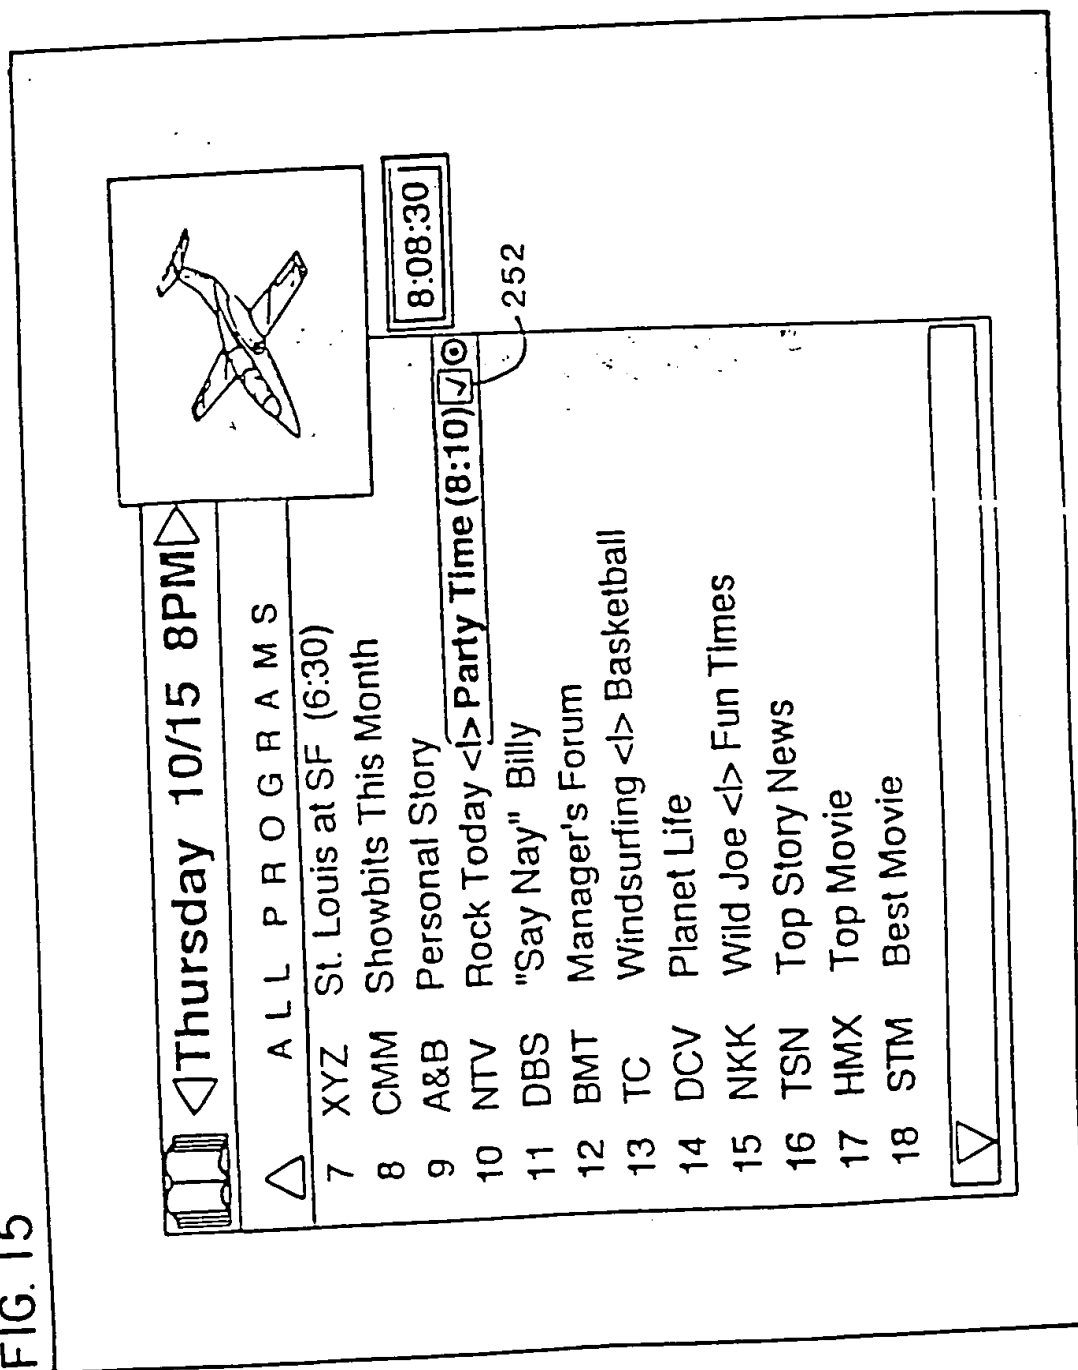 FIG. 15
Thursday 10/15 8PM
ALL PROGRAMS
8:08:30
7 XYZ St. Louis at SF (6:30)
8 CMM Showbits This Month
9 A&B Personal Story
10 NTV Rock Today <I> Party Time (8:10)
252
11 DBS "Say Nay" Billy
12 BMT Manager's Forum
13 TC Windsurfing <I> Basketball
14 DCV Planet Life
15 NKK Wild Joe <I> Fun Times
16 TSN Top Story News
17 HMX Top Movie
18 STM Best Movie